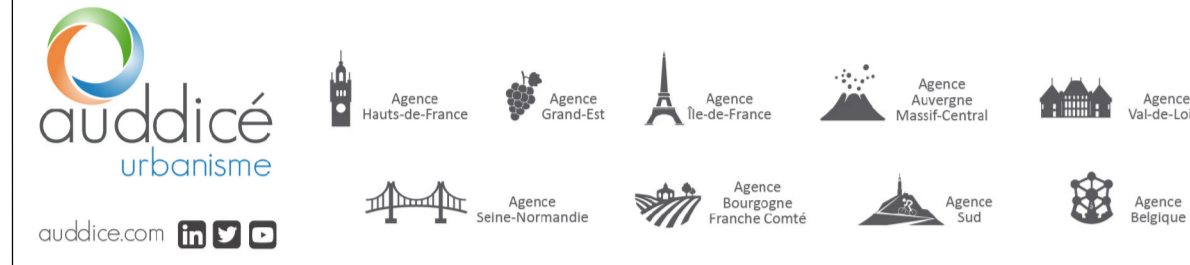 auddicé
urbanisme
auddice.com
Agence
Hauts-de-France
Agence
Grand-Est
Agence
Île-de-France
Agence
Auvergne
Massif-Central
Agence
Agence
Seine-Normandie
Agence
Bourgogne
Franche Comté
Agence
Sud
Agence
Belgique